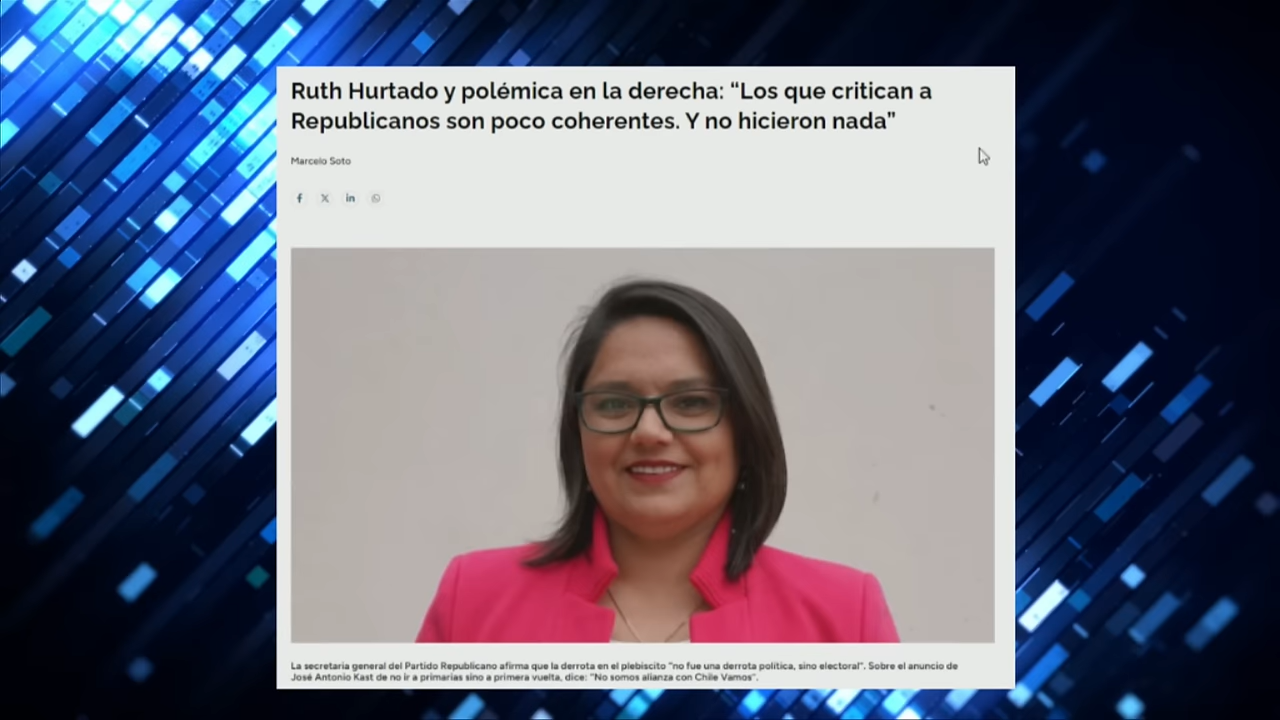 Ruth Hurtado y polémica en la derecha: “Los que critican a
Republicanos son poco coherentes. Y no hicieron nada”
Marcelo Soto
La secretaria general del Partido Republicano afirma que la derrota en el plebiscito "no fue una derrota política, sino electoral". Sobre el anuncio de
José Antonio Kast de no ir a primarias sino a primera vuelta, dice: "No somos alianza con Chile Vamos".